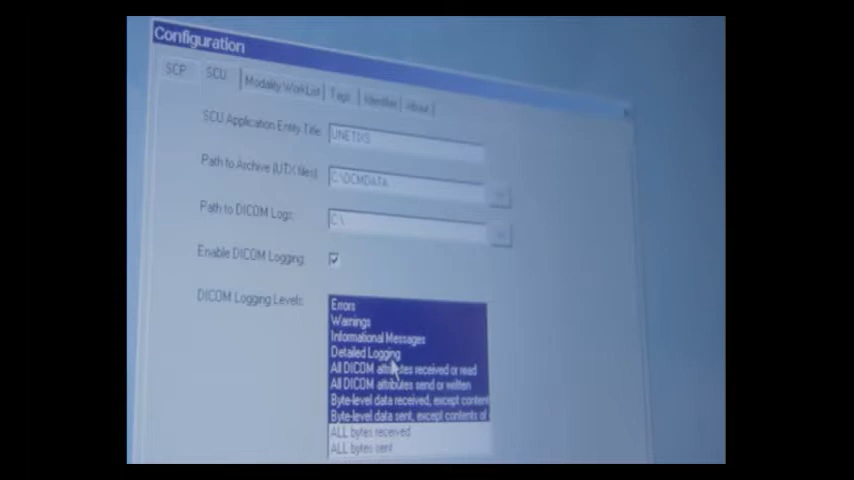 Configuration
SCP SCU Modality WorkList Tags Identifier About
SCU Application Entity Title: UNETIXS
Path to Archive (UTX files): C:\DCMDATA
Path to DICOM Logs: C:\
Enable DICOM Logging:
DICOM Logging Levels:
Errors
Warnings
Informational Messages
Detailed Logging
All DICOM attributes received or read
All DICOM attributes send or written
Byte-level data received, except content
Byte-level data sent, except contents of
ALL bytes received
ALL bytes sent